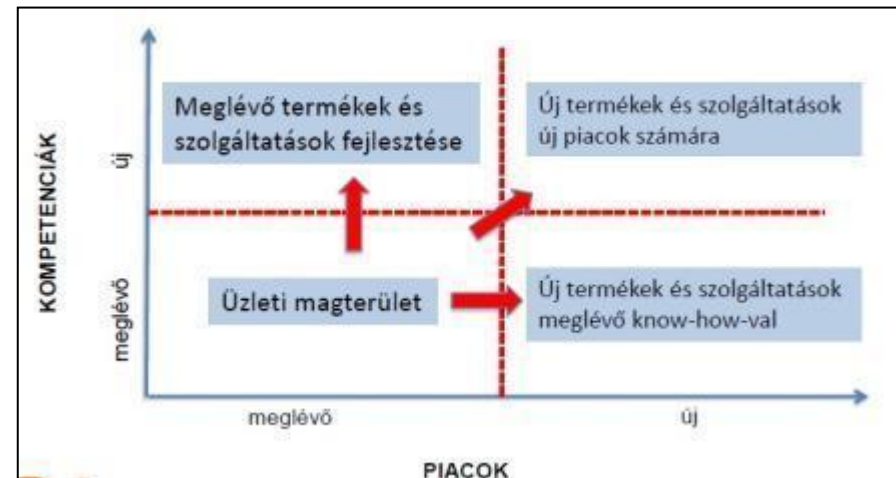 Meglévő termékek és
szolgáltatások fejlesztése
Új termékek és szolgáltatások
új piacok számára
KOMPETENCIÁK
új
meglévő
Üzleti magterület
Új termékek és szolgáltatások
meglévő know-how-val
meglévő
új
PIACOK